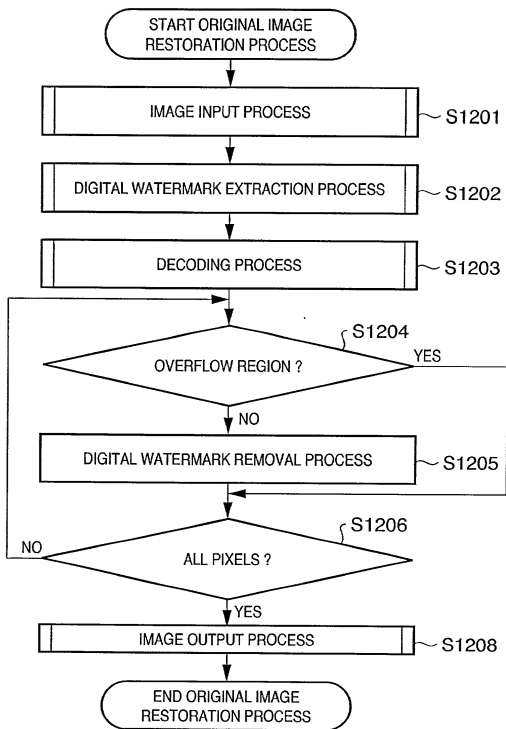 START ORIGINAL IMAGE
RESTORATION PROCESS
IMAGE INPUT PROCESS
S1201
DIGITAL WATERMARK EXTRACTION PROCESS
S1202
DECODING PROCESS
S1203
S1204
OVERFLOW REGION ?
YES
NO
DIGITAL WATERMARK REMOVAL PROCESS
S1205
S1206
NO
ALL PIXELS ?
YES
IMAGE OUTPUT PROCESS
S1208
END ORIGINAL IMAGE
RESTORATION PROCESS